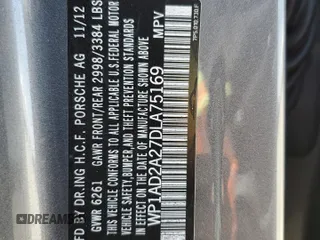 MFD BY DR.ING H.C.F. PORSCHE AG 11/12
GVWR 6261 GAWR FRONT/REAR 2998/3384 LBS
THIS VEHICLE CONFORMS TO ALL APPLICABLE U.S.FEDERAL MOTOR
VEHICLE SAFETY,BUMPER,AND THEFT PREVENTION STANDARDS
IN EFFECT ON THE DATE OF MANUFACTURE SHOWN ABOVE.
WP1AD2A27DLA75169 MPV